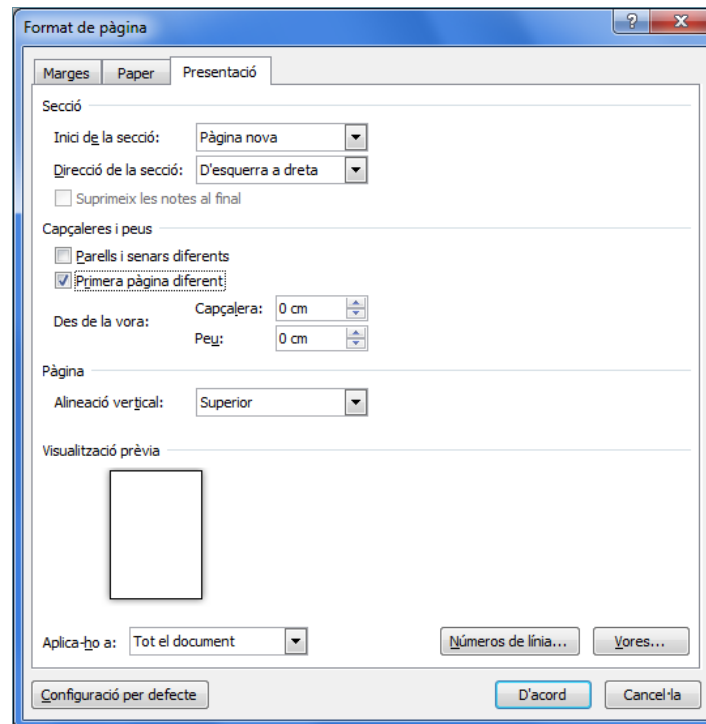 Format de pàgina
Marges Paper Presentació
Secció
Inici de la secció: Pàgina nova
Direcció de la secció: D'esquerra a dreta
Suprimeix les notes al final
Capçaleres i peus
Parells i senars diferents
Primera pàgina diferent
Capçalera: 0 cm
Des de la vora:
Peu: 0 cm
Pàgina
Alineació vertical: Superior
Visualització prèvia
Aplica-ho a: Tot el document Números de línia... Vores...
Configuració per defecte D'acord Cancel·la